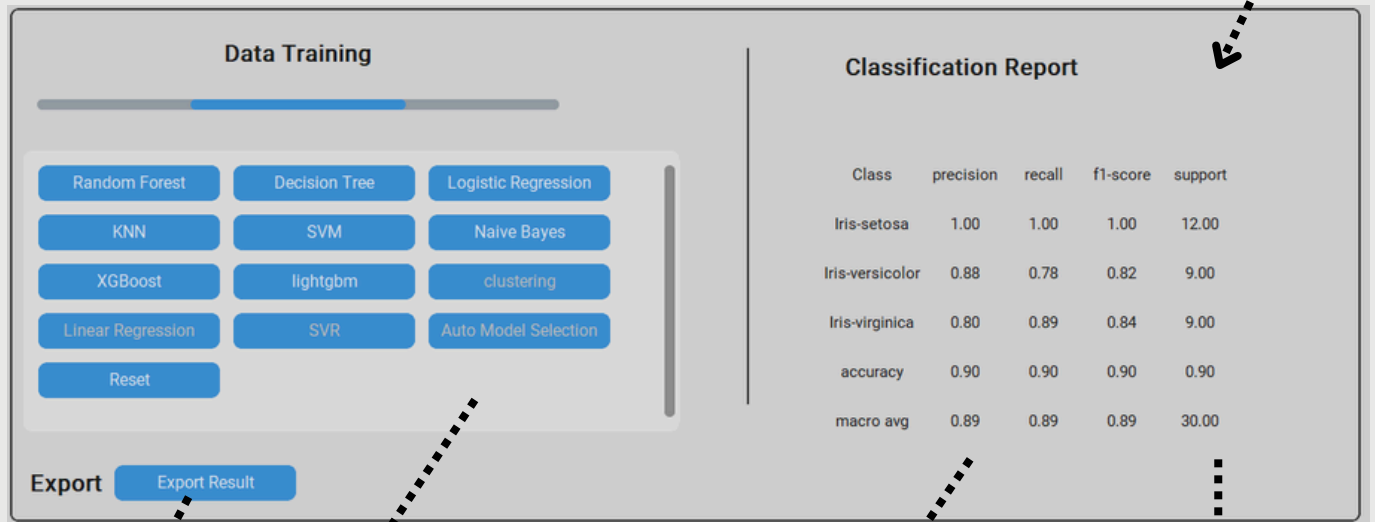 Data Training
Random Forest Decision Tree Logistic Regression
KNN SVM Naive Bayes
XGBoost lightgbm clustering
Linear Regression SVR Auto Model Selection
Reset
Export Export Result
Classification Report
Class precision recall f1-score support
Iris-setosa 1.00 1.00 1.00 12.00
Iris-versicolor 0.88 0.78 0.82 9.00
Iris-virginica 0.80 0.89 0.84 9.00
accuracy 0.90 0.90 0.90 0.90
macro avg 0.89 0.89 0.89 30.00